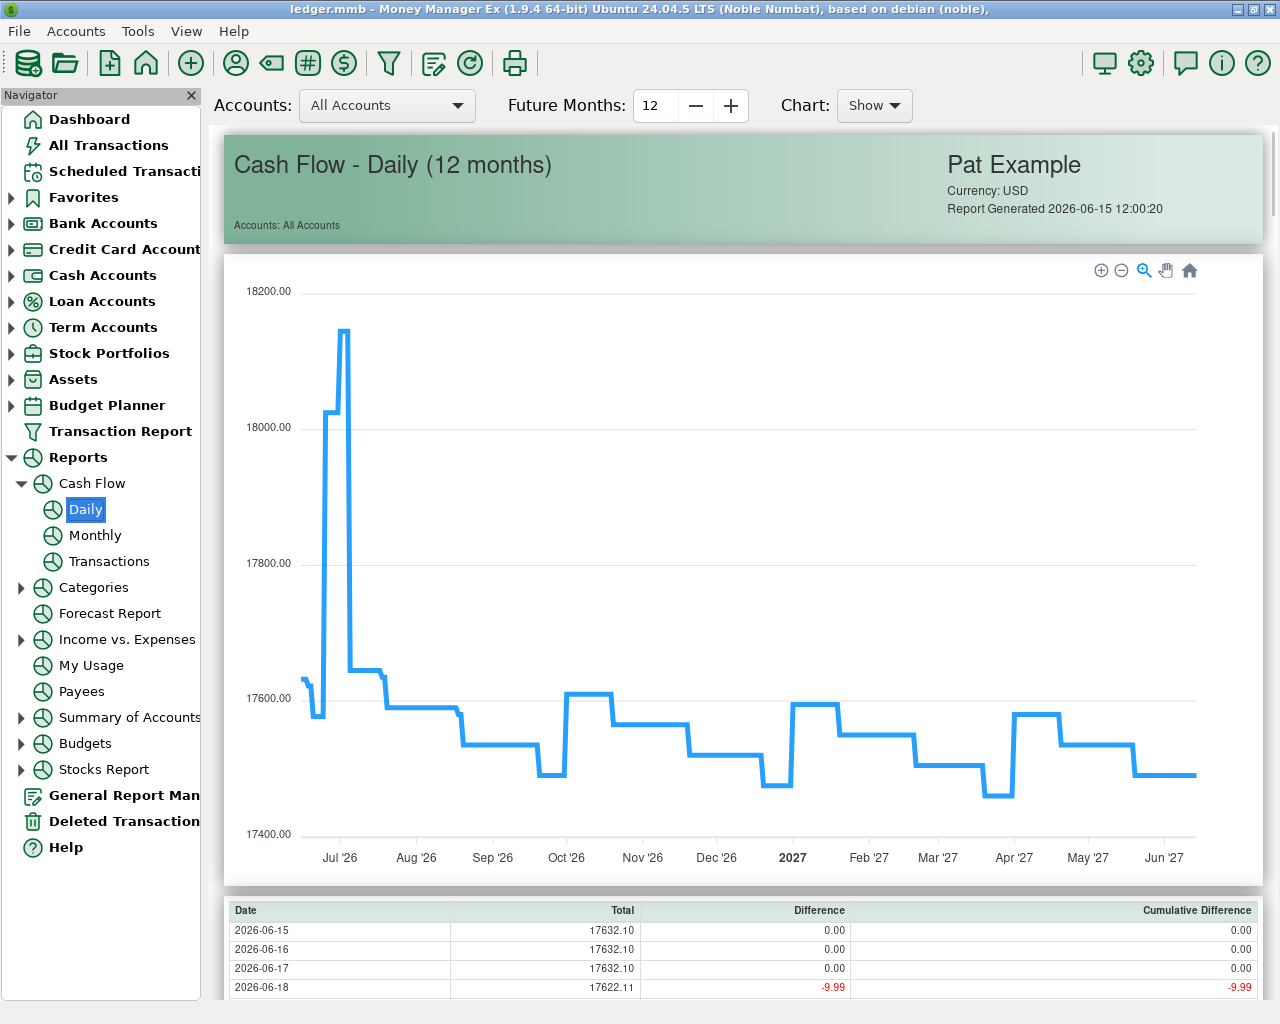 ledger.mmb - Money Manager Ex (1.9.4 64-bit) Ubuntu 24.04.5 LTS (Noble Numbat), based on debian (noble),
File Accounts Tools View Help
Navigator
Dashboard
All Transactions
Scheduled Transacti
Favorites
Bank Accounts
Credit Card Account
Cash Accounts
Loan Accounts
Term Accounts
Stock Portfolios
Assets
Budget Planner
Transaction Report
Reports
Cash Flow
Daily
Monthly
Transactions
Categories
Forecast Report
Income vs. Expenses
My Usage
Payees
Summary of Accounts
Budgets
Stocks Report
General Report Man
Deleted Transaction
Help
Accounts: All Accounts Future Months: 12 Chart: Show
Cash Flow - Daily (12 months)
Accounts: All Accounts
Pat Example
Currency: USD
Report Generated 2026-06-15 12:00:20
18200.00
18000.00
17800.00
17600.00
17400.00
Jul '26 Aug '26 Sep '26 Oct '26 Nov '26 Dec '26 2027 Feb '27 Mar '27 Apr '27 May '27 Jun '27
Date Total Difference Cumulative Difference
2026-06-15 17632.10 0.00 0.00
2026-06-16 17632.10 0.00 0.00
2026-06-17 17632.10 0.00 0.00
2026-06-18 17622.11 -9.99 -9.99